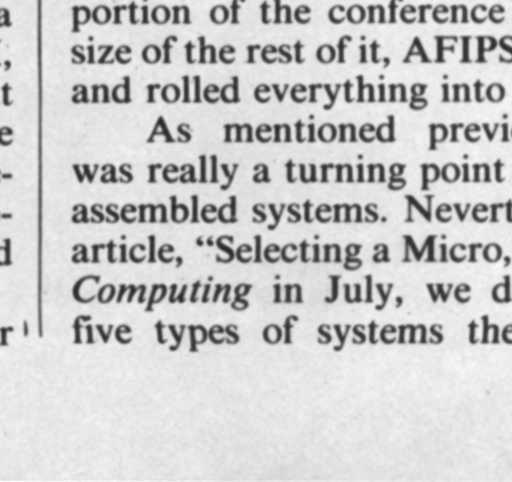 a
t
e
-
-
d
r
portion of the conference
size of the rest of it, AFIPS
and rolled everything into
As mentioned previ
was really a turning point
assembled systems. Nevert
article, “Selecting a Micro,
Computing in July, we d
five types of systems the